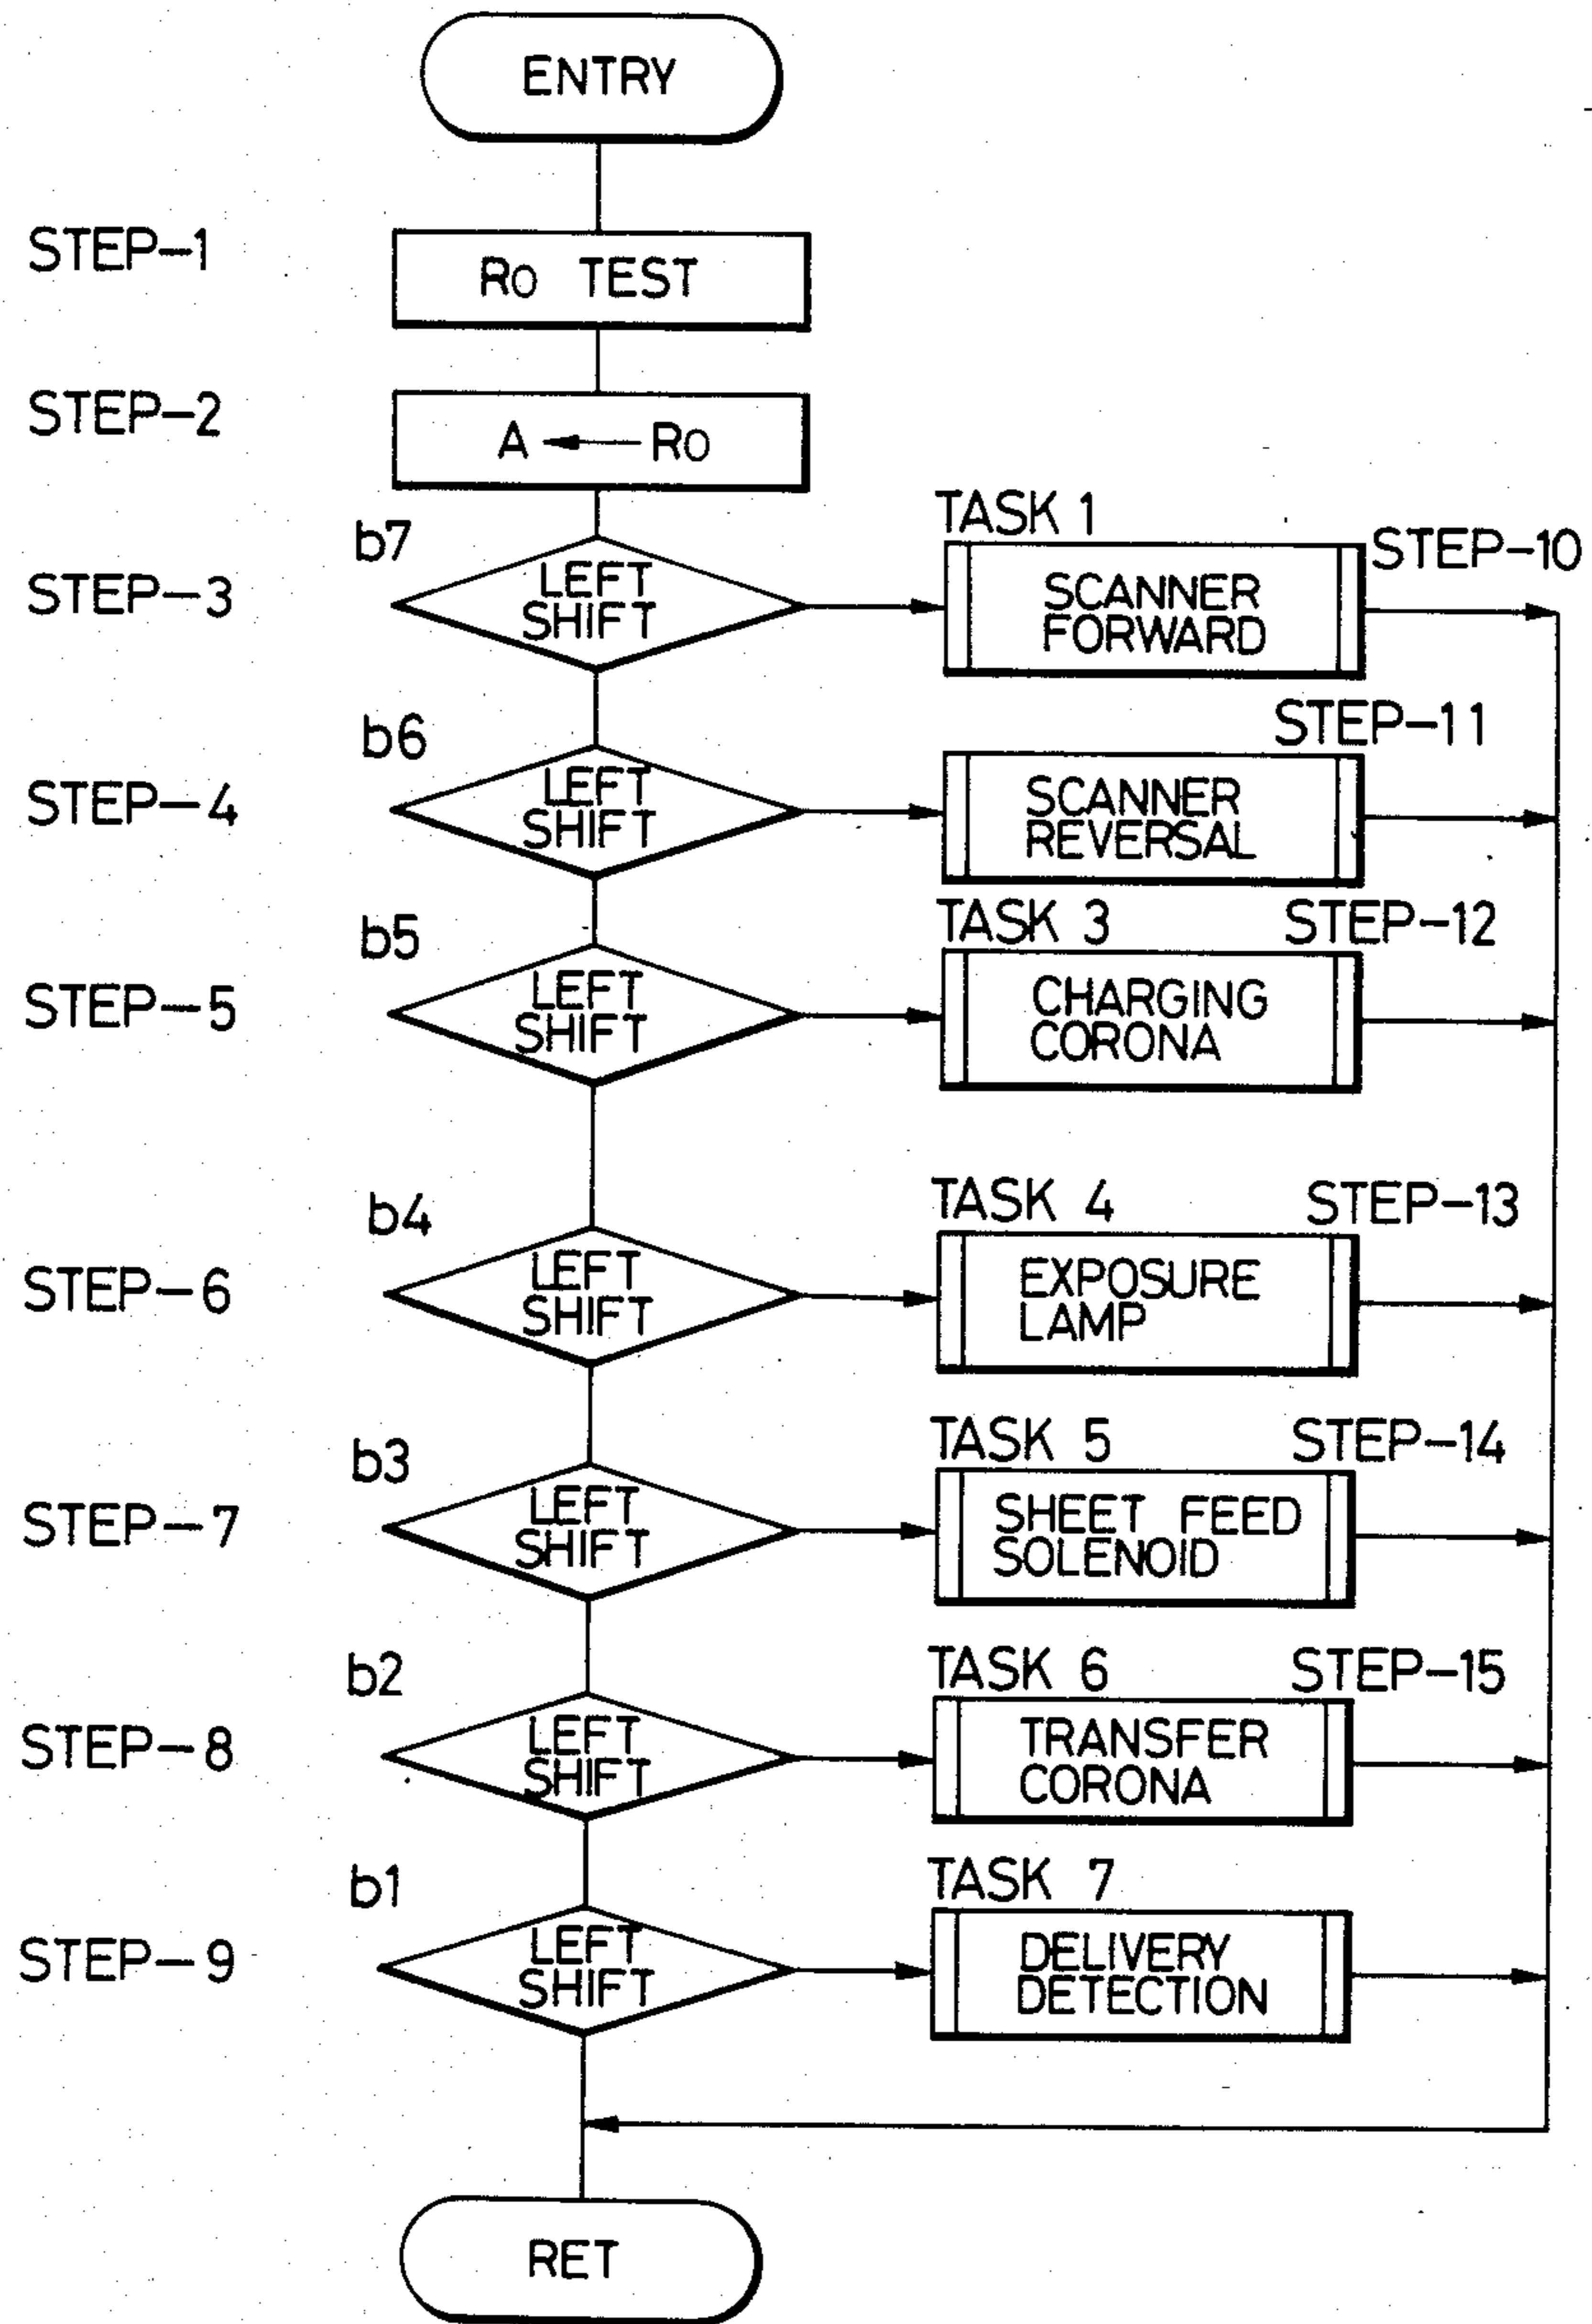 ENTRY
STEP-1
R0 TEST
STEP-2
A ← R0
b7
TASK 1
STEP-10
STEP-3
LEFT
SHIFT
SCANNER
FORWARD
b6
STEP-11
STEP-4
LEFT
SHIFT
SCANNER
REVERSAL
b5
TASK 3
STEP-12
STEP-5
LEFT
SHIFT
CHARGING
CORONA
b4
TASK 4
STEP-13
STEP-6
LEFT
SHIFT
EXPOSURE
LAMP
b3
TASK 5
STEP-14
STEP-7
LEFT
SHIFT
SHEET FEED
SOLENOID
b2
TASK 6
STEP-15
STEP-8
LEFT
SHIFT
TRANSFER
CORONA
b1
TASK 7
STEP-9
LEFT
SHIFT
DELIVERY
DETECTION
RET